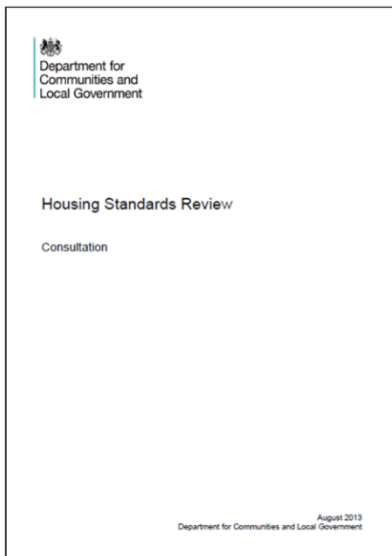 Department for
Communities and
Local Government
Housing Standards Review
Consultation
August 2013
Department for Communities and Local Government